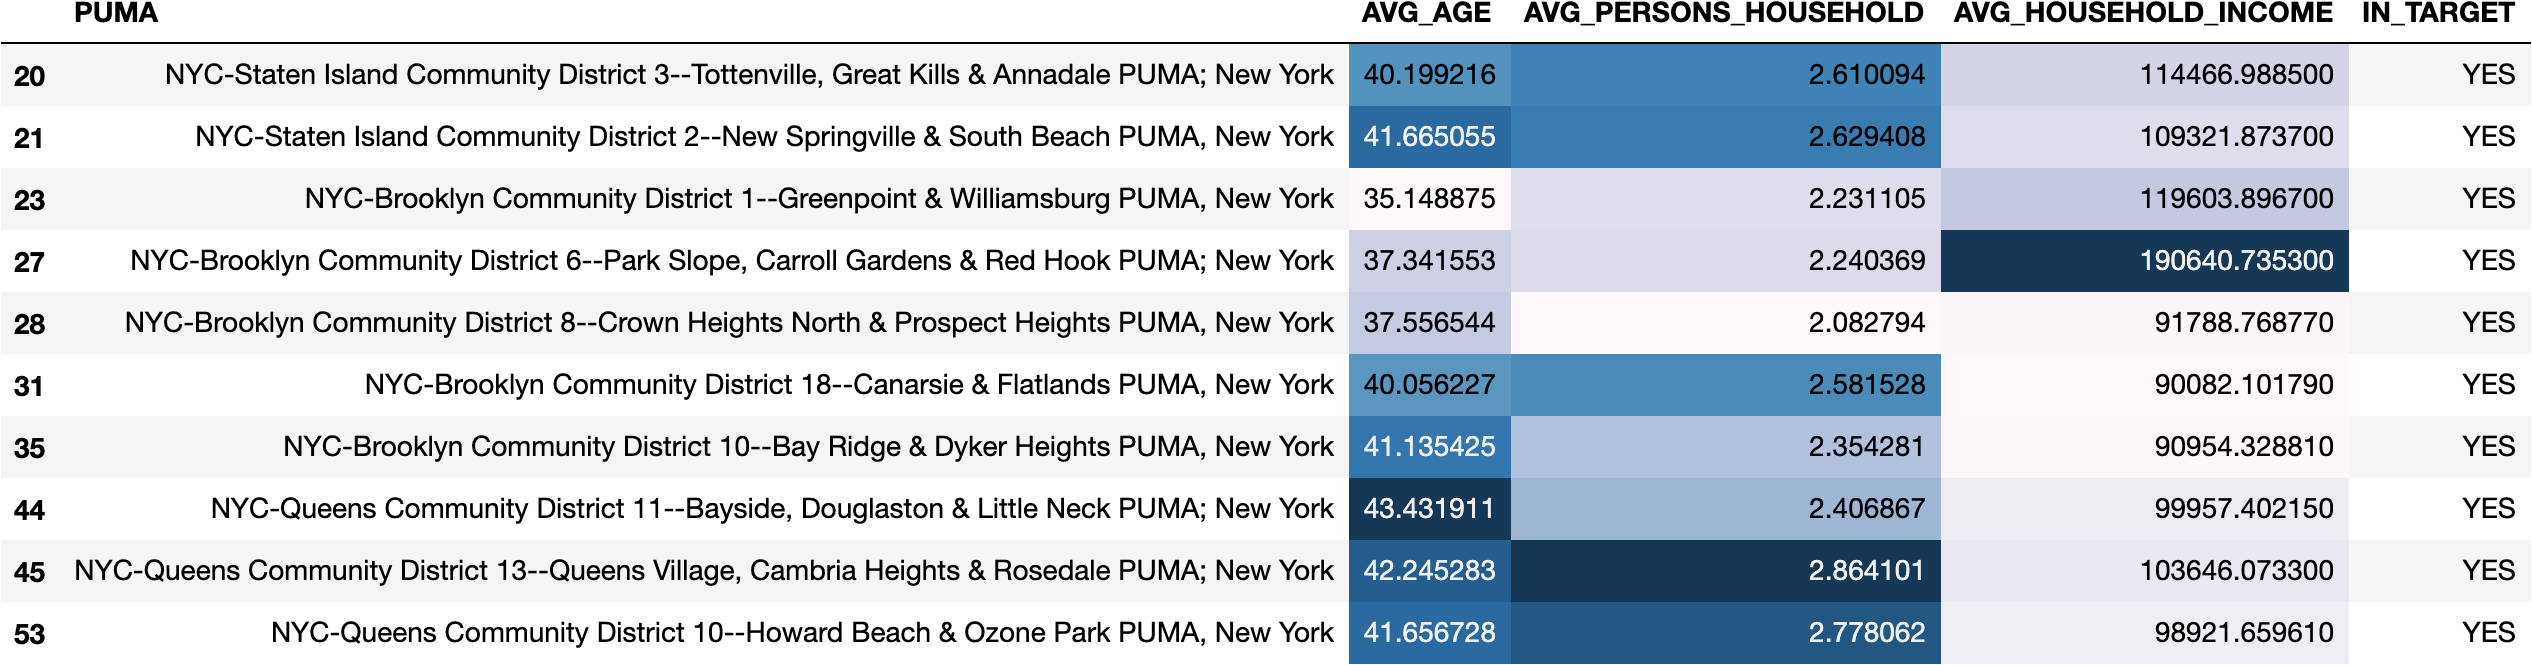 PUMA AVG_AGE AVG_PERSONS_HOUSEHOLD AVG_HOUSEHOLD_INCOME IN_TARGET
20 NYC-Staten Island Community District 3--Tottenville, Great Kills & Annadale PUMA; New York 40.199216 2.610094 114466.988500 YES
21 NYC-Staten Island Community District 2--New Springville & South Beach PUMA, New York 41.665055 2.629408 109321.873700 YES
23 NYC-Brooklyn Community District 1--Greenpoint & Williamsburg PUMA, New York 35.148875 2.231105 119603.896700 YES
27 NYC-Brooklyn Community District 6--Park Slope, Carroll Gardens & Red Hook PUMA; New York 37.341553 2.240369 190640.735300 YES
28 NYC-Brooklyn Community District 8--Crown Heights North & Prospect Heights PUMA, New York 37.556544 2.082794 91788.768770 YES
31 NYC-Brooklyn Community District 18--Canarsie & Flatlands PUMA, New York 40.056227 2.581528 90082.101790 YES
35 NYC-Brooklyn Community District 10--Bay Ridge & Dyker Heights PUMA, New York 41.135425 2.354281 90954.328810 YES
44 NYC-Queens Community District 11--Bayside, Douglaston & Little Neck PUMA; New York 43.431911 2.406867 99957.402150 YES
45 NYC-Queens Community District 13--Queens Village, Cambria Heights & Rosedale PUMA; New York 42.245283 2.864101 103646.073300 YES
53 NYC-Queens Community District 10--Howard Beach & Ozone Park PUMA, New York 41.656728 2.778062 98921.659610 YES